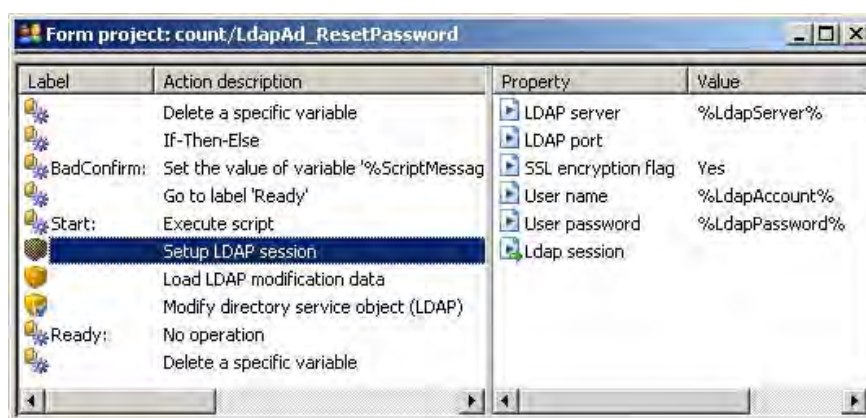 Form project: count/LdapAd_ResetPassword
Label Action description Property Value
Delete a specific variable LDAP server %LdapServer%
If-Then-Else LDAP port
BadConfirm: Set the value of variable '%ScriptMessag SSL encryption flag Yes
Go to label 'Ready' User name %LdapAccount%
Start: Execute script User password %LdapPassword%
Setup LDAP session Ldap session
Load LDAP modification data
Modify directory service object (LDAP)
Ready: No operation
Delete a specific variable